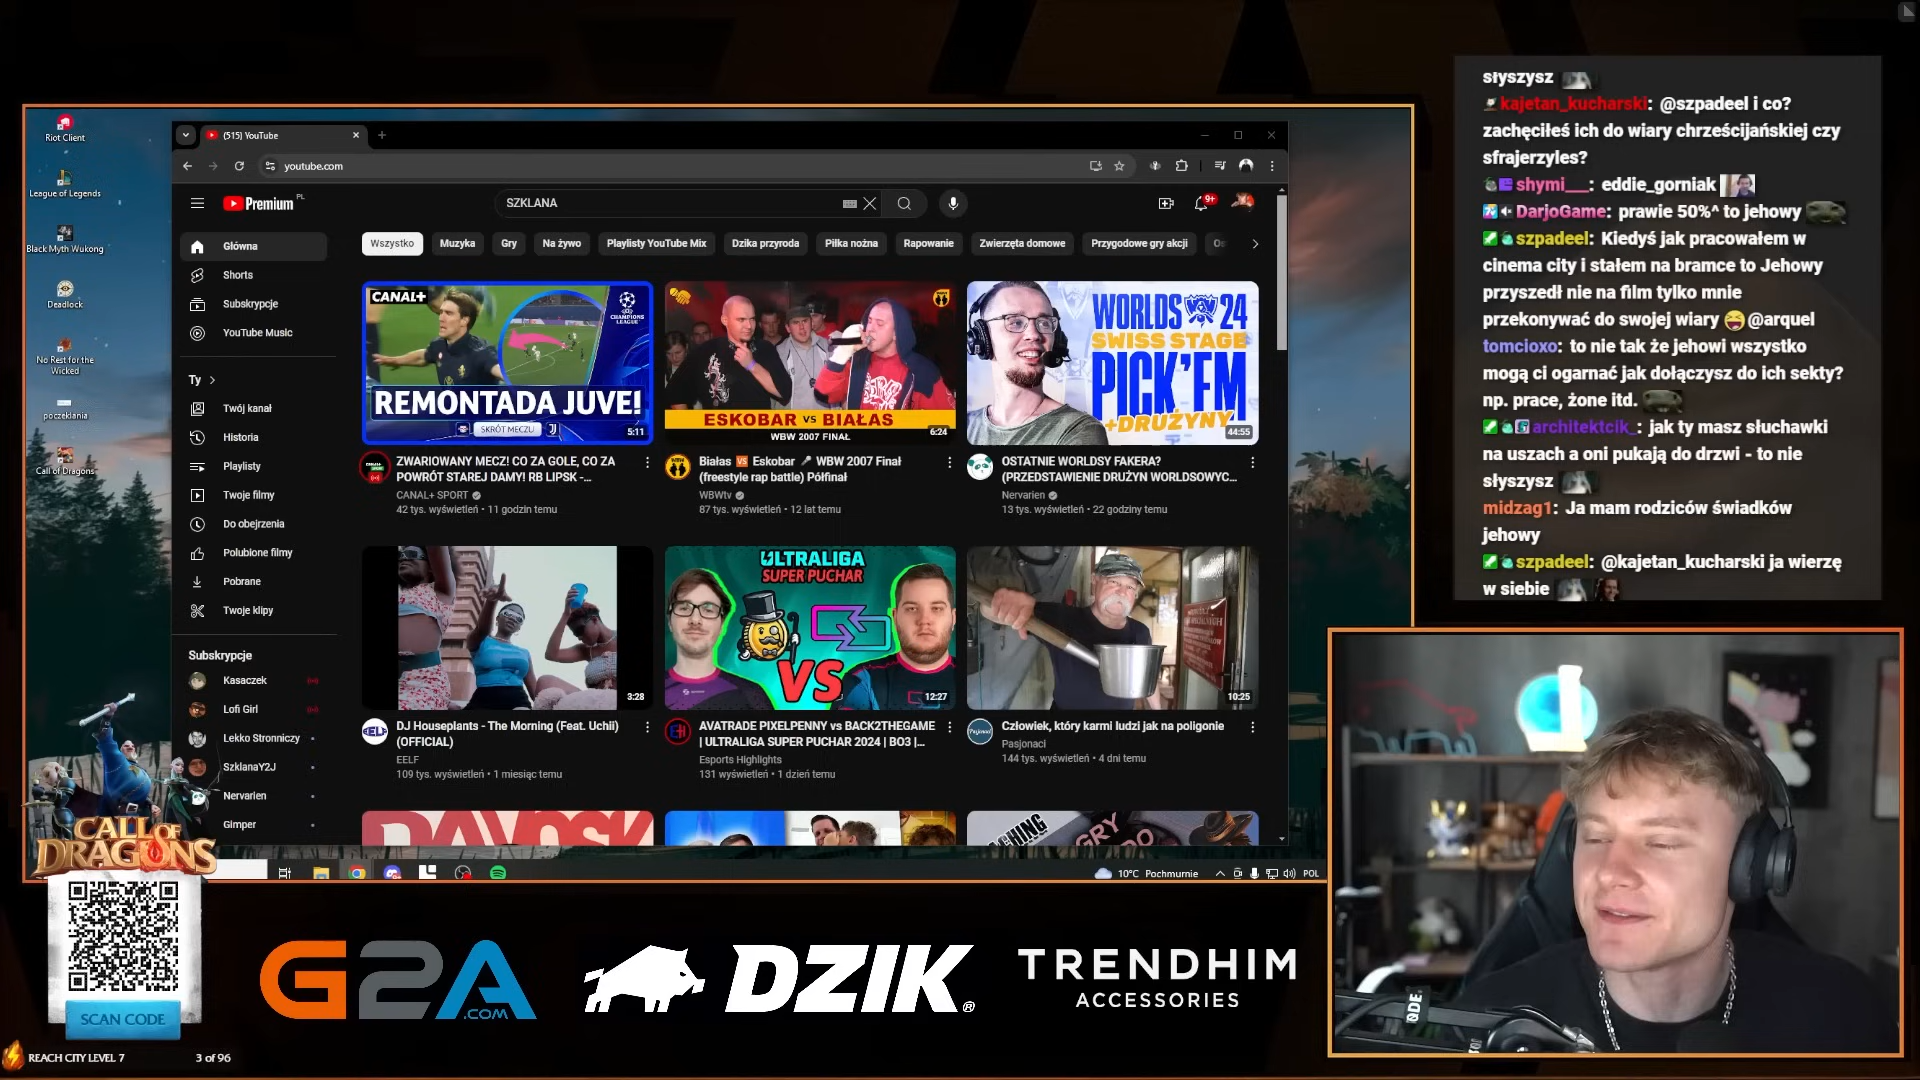 słyszysz
kajetan_kucharski: @szpadeel i co?
zachęciłeś ich do wiary chrześcijańskiej czy
sfrajerzyles?
shymi___: eddie_gorniak
DarjoGame: prawie 50%^ to jehowy
szpadeel: Kiedyś jak pracowałem w
cinema city i stałem na bramce to Jehowy
przyszedł nie na film tylko mnie
przekonywać do swojej wiary @arquel
tomcioxo: to nie tak że jehowi wszystko
mogą ci ogarnać jak dołączysz do ich sekty?
np. prace, żone itd.
architektcik_: jak ty masz słuchawki
na uszach a oni pukają do drzwi - to nie
słyszysz
midzag1: Ja mam rodziców świadków
jehowy
szpadeel: @kajetan_kucharski ja wierzę
w siebie
Riot Client
League of Legends
Black Myth Wukong
Deadlock
No Rest for the
Wicked
poczeklania
Call of Dragons
(515) YouTube
youtube.com
Premium PL
SZKLANA
9+
Główna
Shorts
Subskrypcje
YouTube Music
Ty
Twój kanał
Historia
Playlisty
Twoje filmy
Do obejrzenia
Polubione filmy
Pobrane
Twoje klipy
Subskrypcje
Kasaczek
Lofi Girl
Lekko Stronniczy
SzklanaY2J
Nervarien
Gimper
Wszystko
Muzyka
Gry
Na żywo
Playlisty YouTube Mix
Dzika przyroda
Piłka nożna
Rapowanie
Zwierzęta domowe
Przygodowe gry akcji
CANAL+
CHAMPIONS
LEAGUE
REMONTADA JUVE!
SKRÓT MECZU
5:11
ZWARIOWANY MECZ! CO ZA GOLE, CO ZA
POWRÓT STAREJ DAMY! RB LIPSK -...
CANAL+ SPORT
42 tys. wyświetleń • 11 godzin temu
ESKOBAR VS BIAŁAS
WBW 2007 FINAŁ
6:24
Białas 🆚 Eskobar 🎤 WBW 2007 Finał
(freestyle rap battle) Półfinał
WBWtv
87 tys. wyświetleń • 12 lat temu
WORLDS 24
SWISS STAGE
PICK'EM
+DRUŻYNY
44:55
OSTATNIE WORLDSY FAKERA?
(PRZEDSTAWIENIE DRUŻYN WORLDSOWYC...
Nervarien
13 tys. wyświetleń • 22 godziny temu
3:28
EELF
DJ Houseplants - The Morning (Feat. Uchii)
(OFFICIAL)
EELF
109 tys. wyświetleń • 1 miesiąc temu
ULTRALIGA
SUPER PUCHAR
VS
12:27
AVATRADE PIXELPENNY vs BACK2THEGAME
| ULTRALIGA SUPER PUCHAR 2024 | BO3 |...
Esports Highlights
131 wyświetleń • 1 dzień temu
10:25
Człowiek, który karmi ludzi jak na poligonie
Pasjonaci
144 tys. wyświetleń • 4 dni temu
10°C Pochmurnie
POL
CALL OF
DRAGONS
SCAN CODE
REACH CITY LEVEL 7
3 of 96
G2A
.COM
DZIK®
TRENDHIM
ACCESSORIES